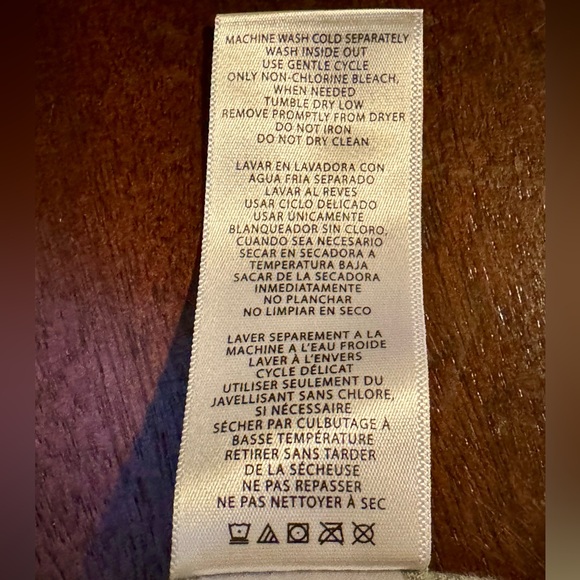 MACHINE WASH COLD SEPARATELY
WASH INSIDE OUT
USE GENTLE CYCLE
ONLY NON-CHLORINE BLEACH,
WHEN NEEDED
TUMBLE DRY LOW
REMOVE PROMPTLY FROM DRYER
DO NOT IRON
DO NOT DRY CLEAN
LAVAR EN LAVADORA CON
AGUA FRIA SEPARADO
LAVAR AL REVES
USAR CICLO DELICADO
USAR ÚNICAMENTE
BLANQUEADOR SIN CLORO,
CUANDO SEA NECESARIO
SECAR EN SECADORA A
TEMPERATURA BAJA
SACAR DE LA SECADORA
INMEDIATAMENTE
NO PLANCHAR
NO LIMPIAR EN SECO
LAVER SEPAREMENT A LA
MACHINE A L'EAU FROIDE
LAVER À L'ENVERS
CYCLE DÉLICAT
UTILISER SEULEMENT DU
JAVELLISANT SANS CHLORE,
SI NÉCESSAIRE
SÉCHER PAR CULBUTAGE À
BASSE TEMPÉRATURE
RETIRER SANS TARDER
DE LA SÉCHEUSE
NE PAS REPASSER
NE PAS NETTOYER À SEC